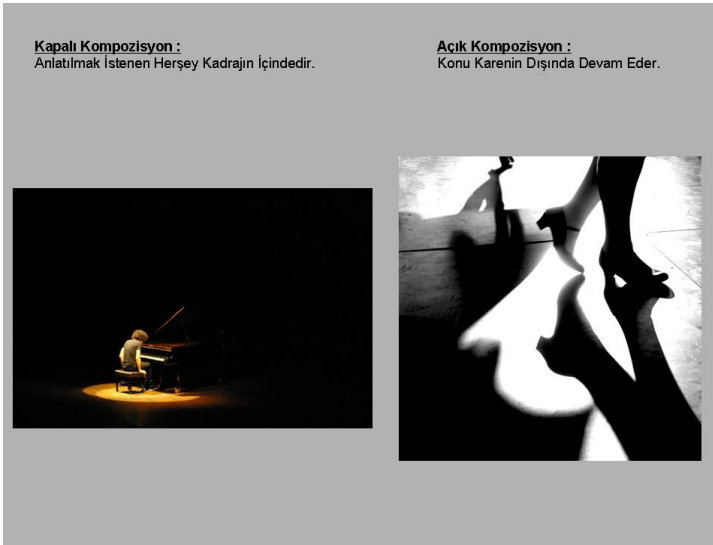 Kapalı Kompozisyon :
Anlatılmak İstenen Herşey Kadrajın İçindedir.
Açık Kompozisyon :
Konu Karenin Dışında Devam Eder.